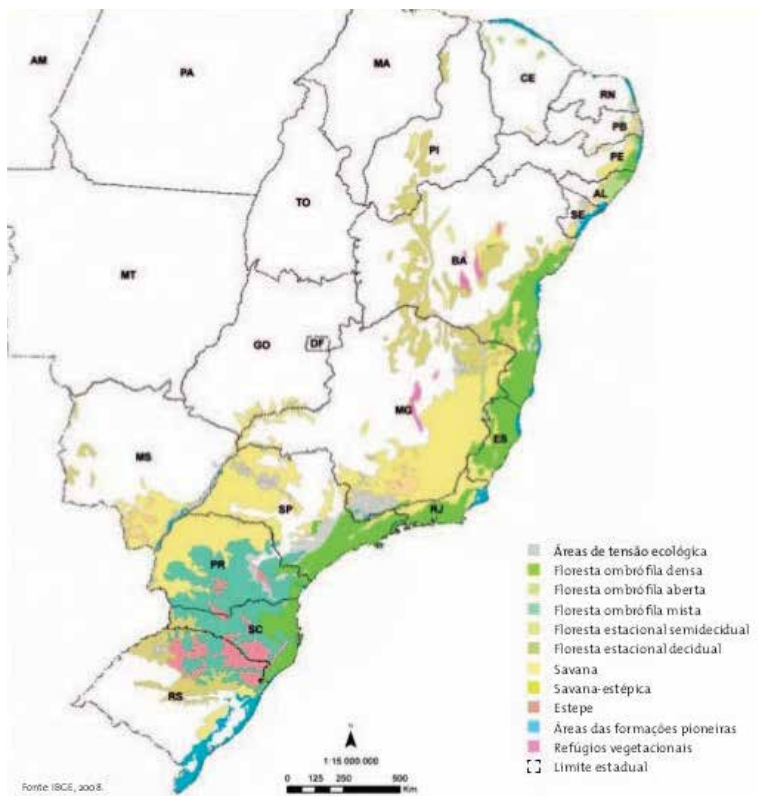 AM
PA
MA
CE
RN
PB
PE
PI
AL
SE
TO
BA
MT
GO
DF
MG
ES
MS
SP
RJ
PR
SC
RS
Áreas de tensão ecológica
Floresta ombrófila densa
Floresta ombrófila aberta
Floresta ombrófila mista
Floresta estacional semidecidual
Floresta estacional decidual
Savana
Savana-estépica
Estepe
Áreas das formações pioneiras
Refúgios vegetacionais
Limite estadual
N
1:15 000 000
0 125 250 500
Km
Fonte IBGE, 2008.